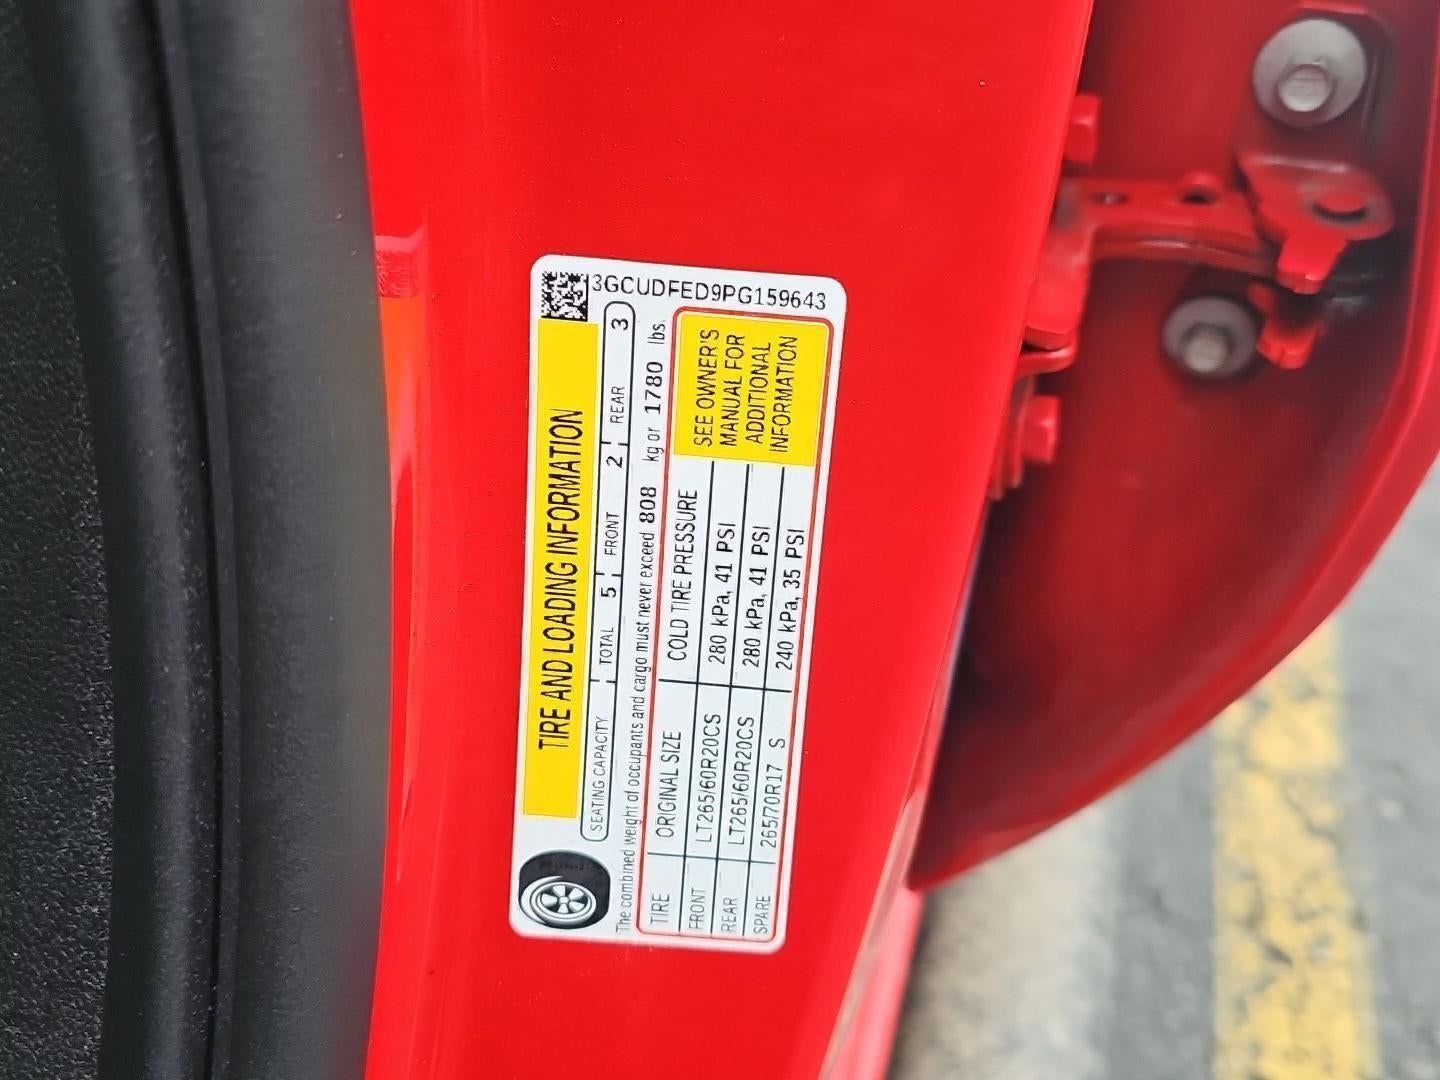 3GCUDFED9PG159643
TIRE AND LOADING INFORMATION
SEATING CAPACITY TOTAL 5 FRONT 2 REAR 3
The combined weight of occupants and cargo must never exceed 808 kg or 1780 lbs.
TIRE ORIGINAL SIZE COLD TIRE PRESSURE
FRONT LT265/60R20CS 280 kPa, 41 PSI
REAR LT265/60R20CS 280 kPa, 41 PSI
SPARE 265/70R17 S 240 kPa, 35 PSI
SEE OWNER'S
MANUAL FOR
ADDITIONAL
INFORMATION